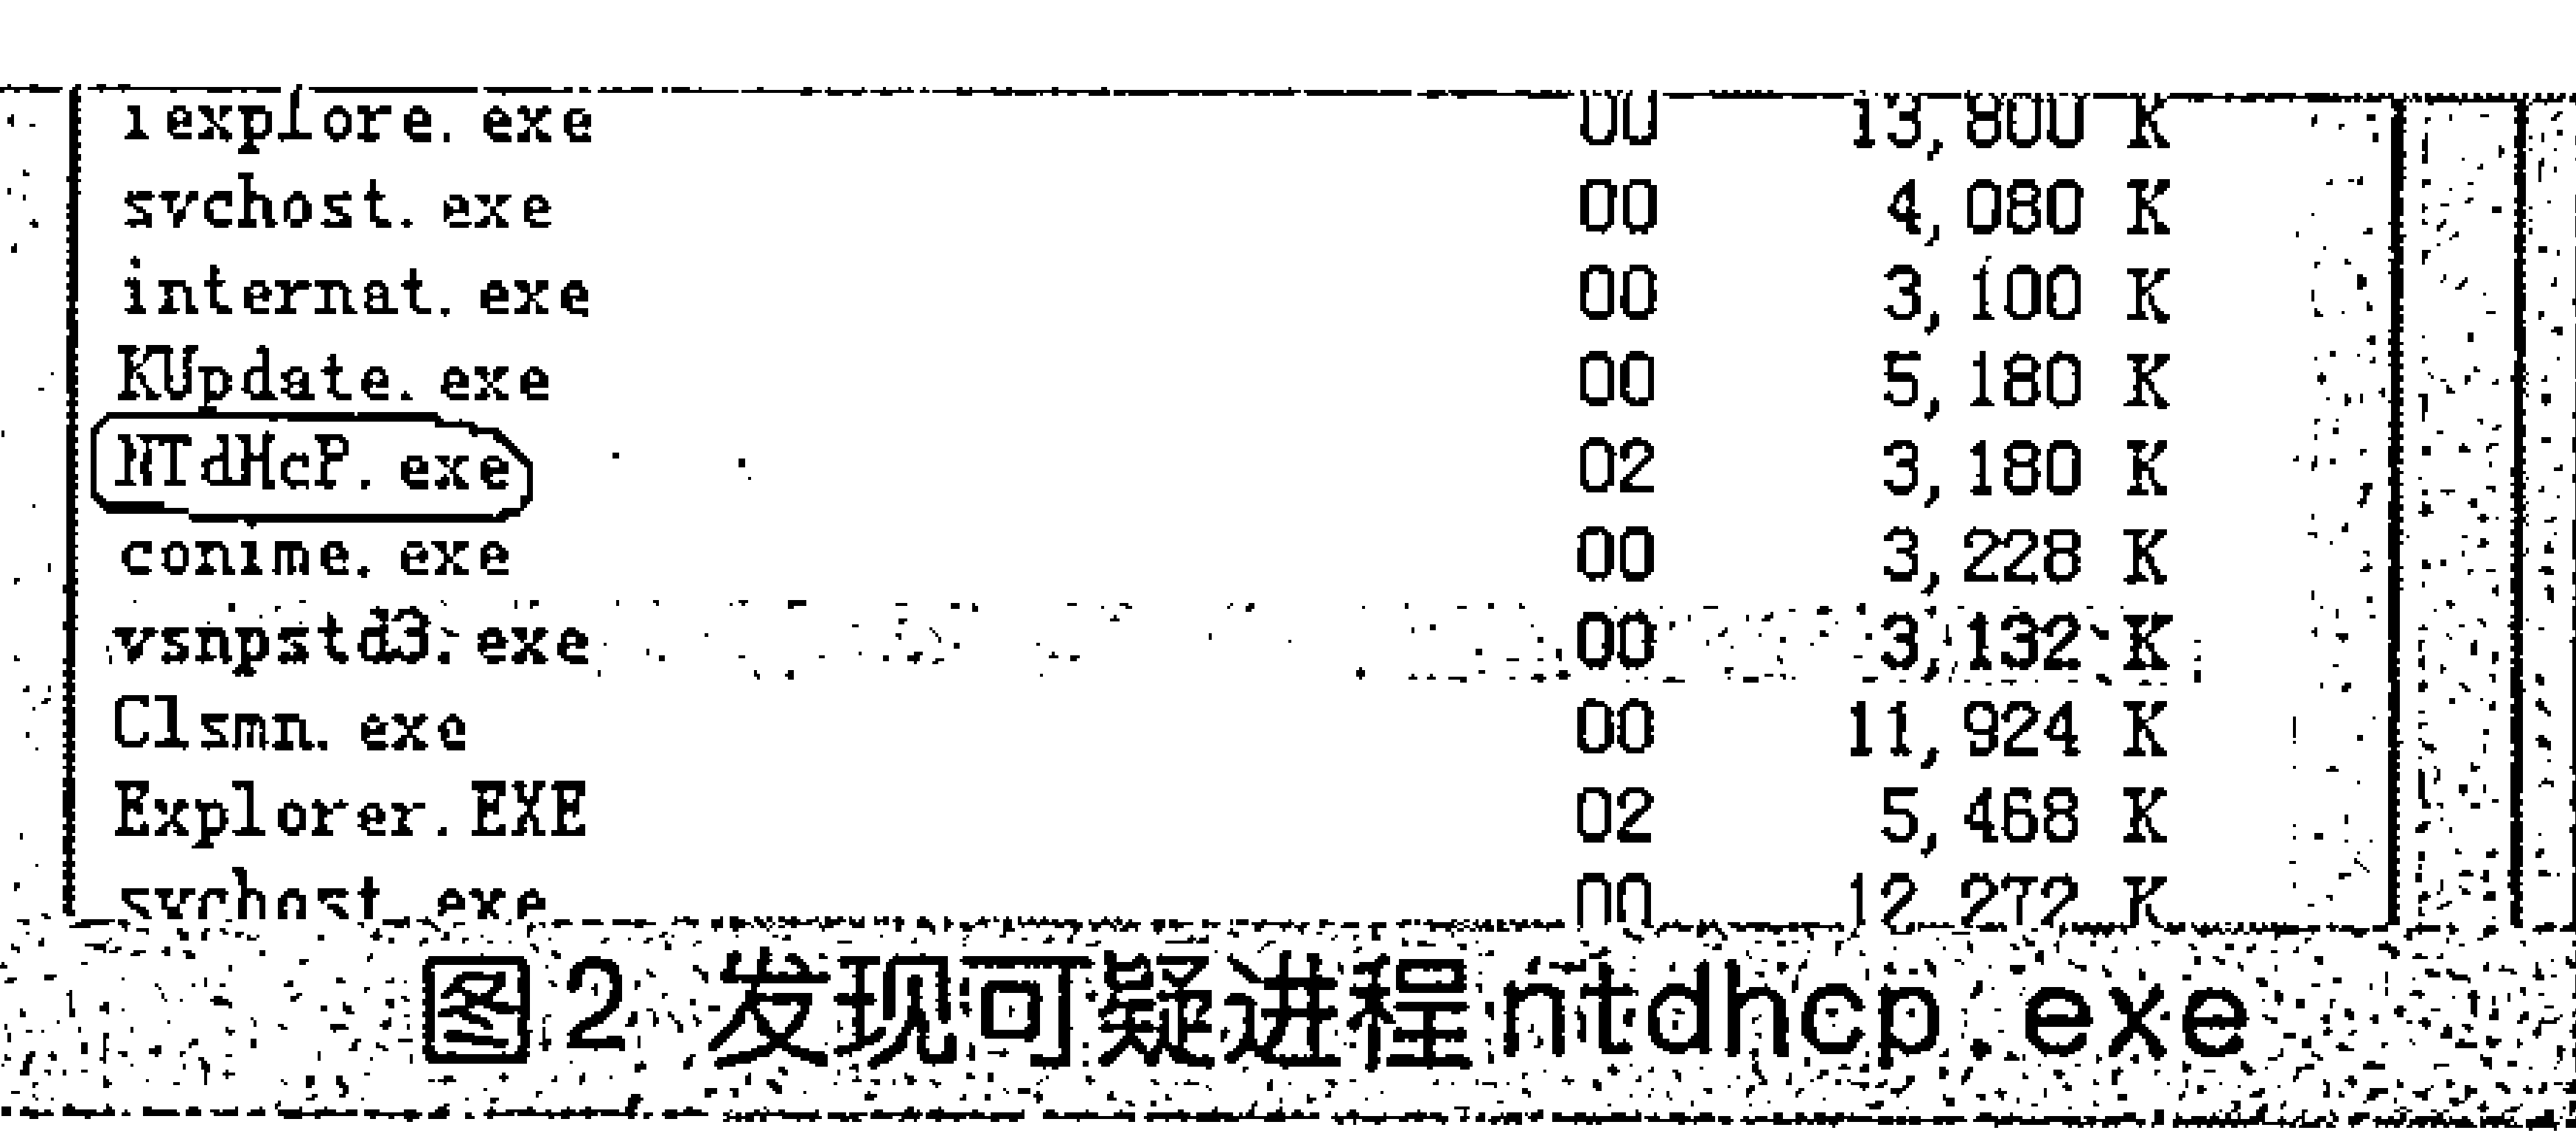 iexplore.exe 00 13,800 K
svchost.exe 00 4,080 K
internat.exe 00 3,100 K
KUpdate.exe 00 5,180 K
NTdHcP.exe 02 3,180 K
conime.exe 00 3,228 K
vsnpstd3.exe 00 3,132 K
Clsmn.exe 00 11,924 K
Explorer.EXE 02 5,468 K
svchost.exe 00 12,272 K
图2 发现可疑进程ntdhcp.exe